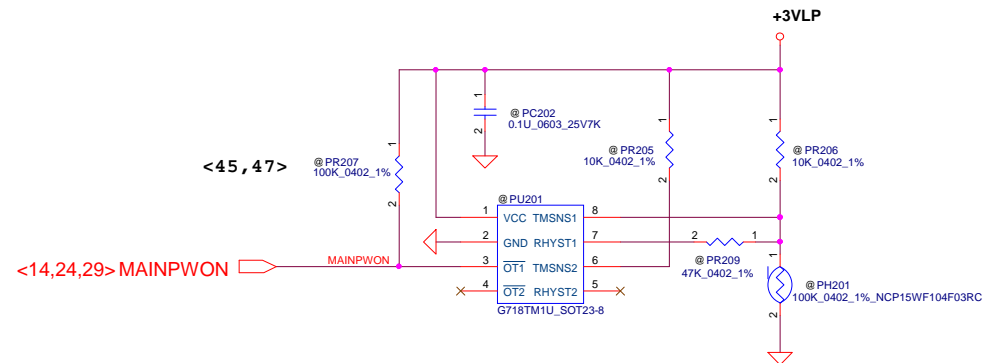 +3VLP
1
@ PC202
0.1U_0603_25V7K
2
1
@ PR205
10K_0402_1%
2
1
@ PR206
10K_0402_1%
2
<45,47>
1
@ PR207
100K_0402_1%
2
@ PU201
1 VCC TMSNS1 8
2 GND RHYST1 7
3 OT1 TMSNS2 6
4 OT2 RHYST2 5
G718TM1U_SOT23-8
2 1
@ PR209
47K_0402_1%
<14,24,29> MAINPWON
MAINPWON
1
@ PH201
100K_0402_1%_NCP15WF104F03RC
2